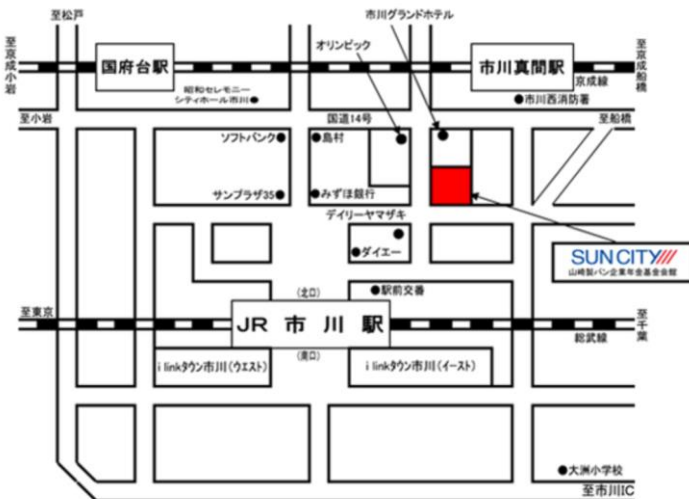 至松戸
市川グランドホテル
オリンピック
至京成小岩
国府台駅
市川真間駅
至京成船橋
京成線
昭和セレモニー
シティホール市川
市川西消防署
至小岩
国道14号
至船橋
ソフトバンク
島村
サンプラザ35
みずほ銀行
デイリーヤマザキ
ダイエー
SUN CITY
山崎製パン企業年金基金会館
駅前交番
(北口)
至東京
JR 市川駅
至千葉
総武線
(南口)
i linkタウン市川(ウエスト)
i linkタウン市川(イースト)
大洲小学校
至市川IC